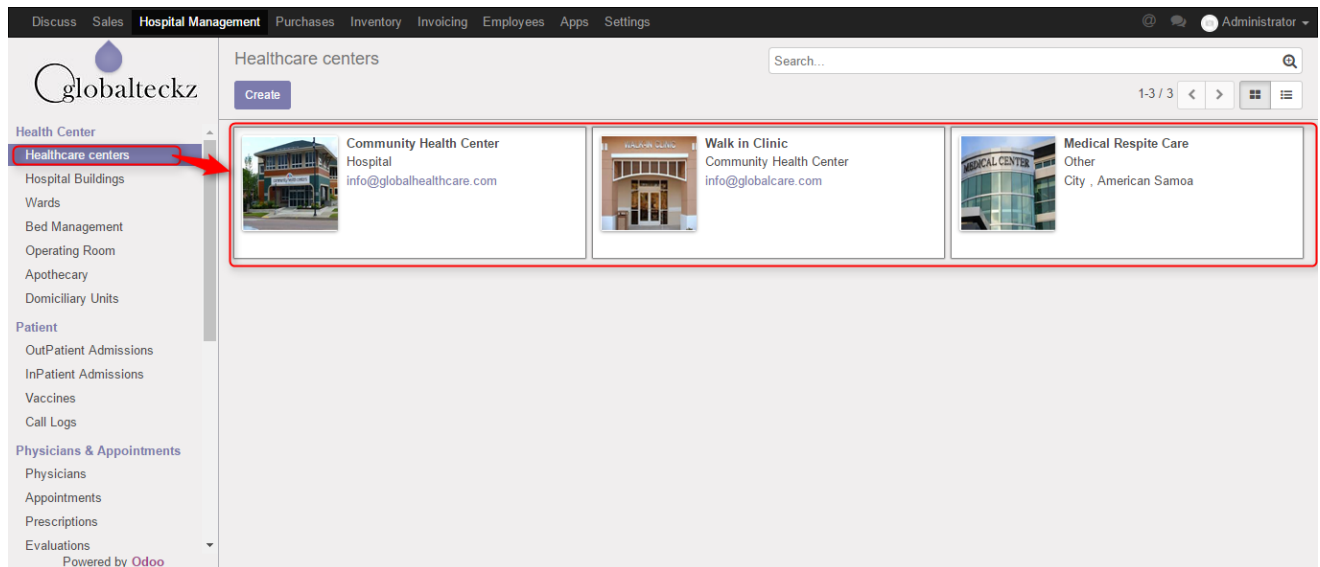 Discuss Sales Hospital Management Purchases Inventory Invoicing Employees Apps Settings @ Administrator
globalteckz
Healthcare centers
Search...
Create
1-3 / 3
Health Center
Healthcare centers
Hospital Buildings
Wards
Bed Management
Operating Room
Apothecary
Domiciliary Units
Patient
OutPatient Admissions
InPatient Admissions
Vaccines
Call Logs
Physicians & Appointments
Physicians
Appointments
Prescriptions
Evaluations
Powered by Odoo
Community Health Center
Hospital
info@globalhealthcare.com
WALK-IN CLINIC
Walk in Clinic
Community Health Center
info@globalcare.com
MEDICAL CENTER
Medical Respite Care
Other
City , American Samoa